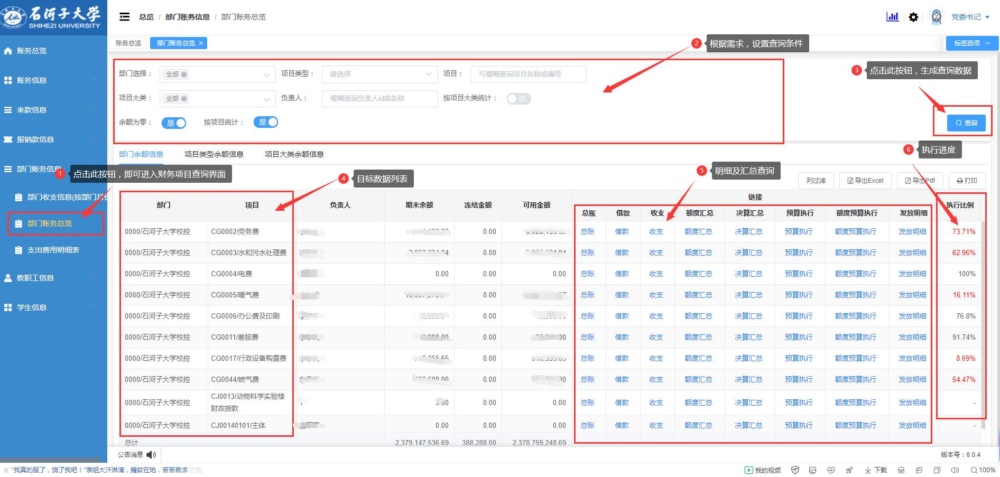 石河子大学
SHIHEZI UNIVERSITY
总览 / 部门账务信息 / 部门账务总览
党委书记
账务总览
部门账务总览 ×
标签选项
账务总览
账务信息
来款信息
报销款信息
部门账务信息
部门收支信息(按部门月份
部门账务总览
支出费用明细表
教职工信息
学生信息
1 点击此按钮，即可进入财务项目查询界面
2 根据需求，设置查询条件
3 点击此按钮，生成查询数据
4 目标数据列表
5 明细及汇总查询
6 执行进度
部门选择： 全部 项目类型： 请选择 项目： 可模糊查询项目名称或编号
项目大类： 全部 负责人： 模糊查询负责人id或名称 按项目大类统计： 否
余额为零： 是 按项目统计： 是
查询
部门余额信息 项目类型余额信息 项目大类余额信息
列过滤 导出Excel 导出Pdf 打印
部门 项目 负责人 期末余额 冻结金额 可用金额 链接 执行比例
总账 借款 收支 额度汇总 决算汇总 预算执行 额度预算执行 发放明细
0000/石河子大学校控 CG0002/劳务费 0.00 总账 借款 收支 额度汇总 决算汇总 预算执行 额度预算执行 发放明细 73.71%
0000/石河子大学校控 CG0003/水和污水处理费 0.00 总账 借款 收支 额度汇总 决算汇总 预算执行 额度预算执行 发放明细 62.96%
0000/石河子大学校控 CG0004/电费 0.00 0.00 0.00 总账 借款 收支 额度汇总 决算汇总 预算执行 额度预算执行 发放明细 100%
0000/石河子大学校控 CG0005/暖气费 0.00 总账 借款 收支 额度汇总 决算汇总 预算执行 额度预算执行 发放明细 16.11%
0000/石河子大学校控 CG0006/办公费及印刷 0.00 总账 借款 收支 额度汇总 决算汇总 预算执行 额度预算执行 发放明细 76.8%
0000/石河子大学校控 CG0011/差旅费 0.00 总账 借款 收支 额度汇总 决算汇总 预算执行 额度预算执行 发放明细 91.74%
0000/石河子大学校控 CG0017/行政设备购置费 0.00 总账 借款 收支 额度汇总 决算汇总 预算执行 额度预算执行 发放明细 8.69%
0000/石河子大学校控 CG0044/燃气费 0.00 总账 借款 收支 额度汇总 决算汇总 预算执行 额度预算执行 发放明细 54.47%
0000/石河子大学校控 CJ0013/动物科学实验楼
财政拨款 0.00 0.00 总账 借款 收支 额度汇总 决算汇总 预算执行 额度预算执行 发放明细 -
0000/石河子大学校控 CJ00140101/主体 0.00 0.00 0.00 总账 借款 收支 额度汇总 决算汇总 预算执行 额度预算执行 发放明细 -
总计 2,379,147,536.69 388,288.00 2,378,759,248.69
公告消息
版本号：6.0.4
“我真的服了，饶了我吧！”表姐大汗淋漓，瘫软在地，苦苦哀求 广告
我的视频 下载 100%